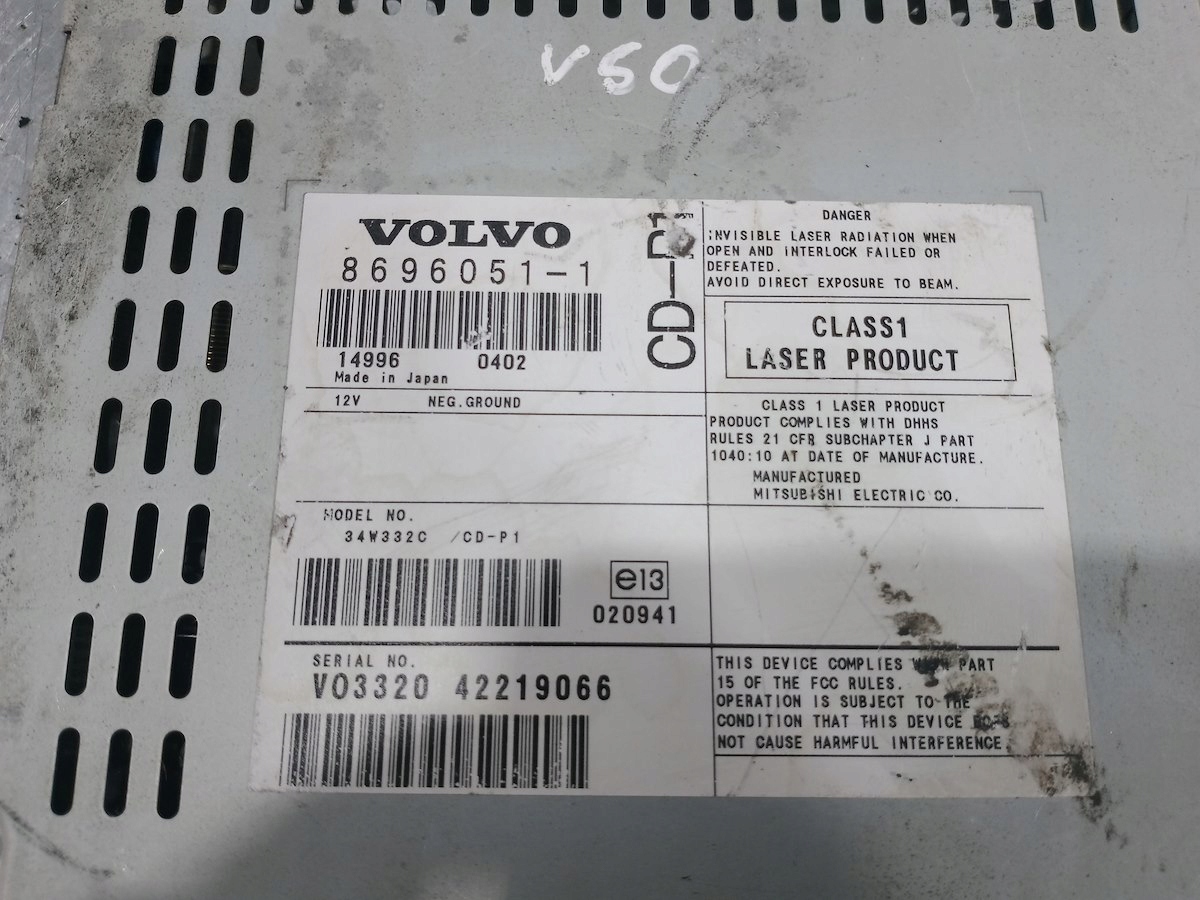 V50
VOLVO
8696051-1
14996 0402
Made in Japan
CD-P1
12V NEG.GROUND
MODEL NO.
34W332C /CD-P1
e13
020941
SERIAL NO.
V03320 42219066
DANGER
INVISIBLE LASER RADIATION WHEN
OPEN AND INTERLOCK FAILED OR
DEFEATED.
AVOID DIRECT EXPOSURE TO BEAM.
CLASS1
LASER PRODUCT
CLASS 1 LASER PRODUCT
PRODUCT COMPLIES WITH DHHS
RULES 21 CFR SUBCHAPTER J PART
1040:10 AT DATE OF MANUFACTURE.
MANUFACTURED
MITSUBISHI ELECTRIC CO.
THIS DEVICE COMPLIES WITH PART
15 OF THE FCC RULES.
OPERATION IS SUBJECT TO THE
CONDITION THAT THIS DEVICE DOES
NOT CAUSE HARMFUL INTERFERENCE.